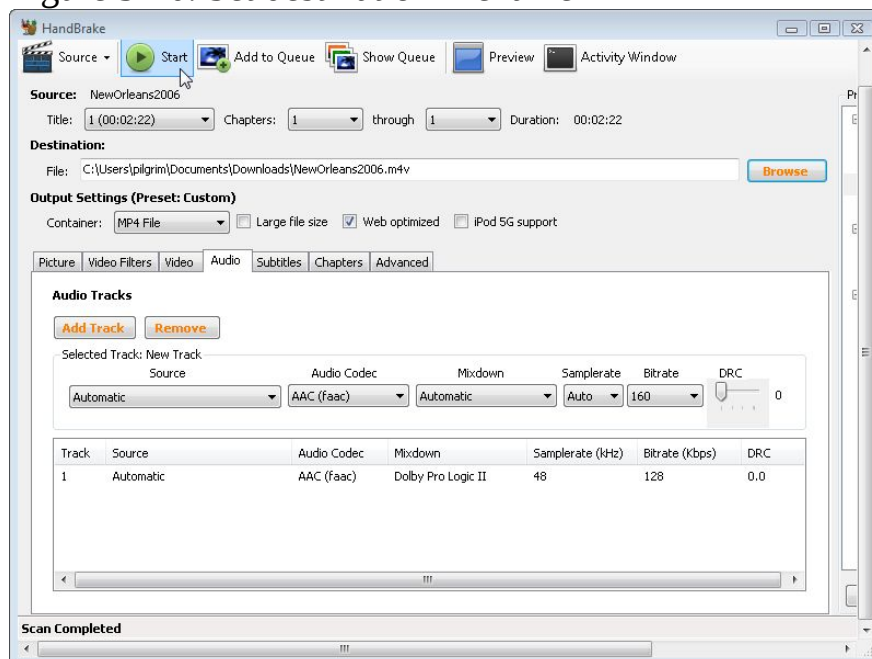 HandBrake
Source Start Add to Queue Show Queue Preview Activity Window
Source: NewOrleans2006
Title: 1 (00:02:22) Chapters: 1 through 1 Duration: 00:02:22
Destination:
File: C:\Users\pilgrim\Documents\Downloads\NewOrleans2006.m4v Browse
Output Settings (Preset: Custom)
Container: MP4 File Large file size Web optimized iPod 5G support
Picture Video Filters Video Audio Subtitles Chapters Advanced
Audio Tracks
Add Track Remove
Selected Track: New Track
Source Audio Codec Mixdown Samplerate Bitrate DRC
Automatic AAC (faac) Automatic Auto 160 0
Track Source Audio Codec Mixdown Samplerate (kHz) Bitrate (Kbps) DRC
1 Automatic AAC (faac) Dolby Pro Logic II 48 128 0.0
Scan Completed